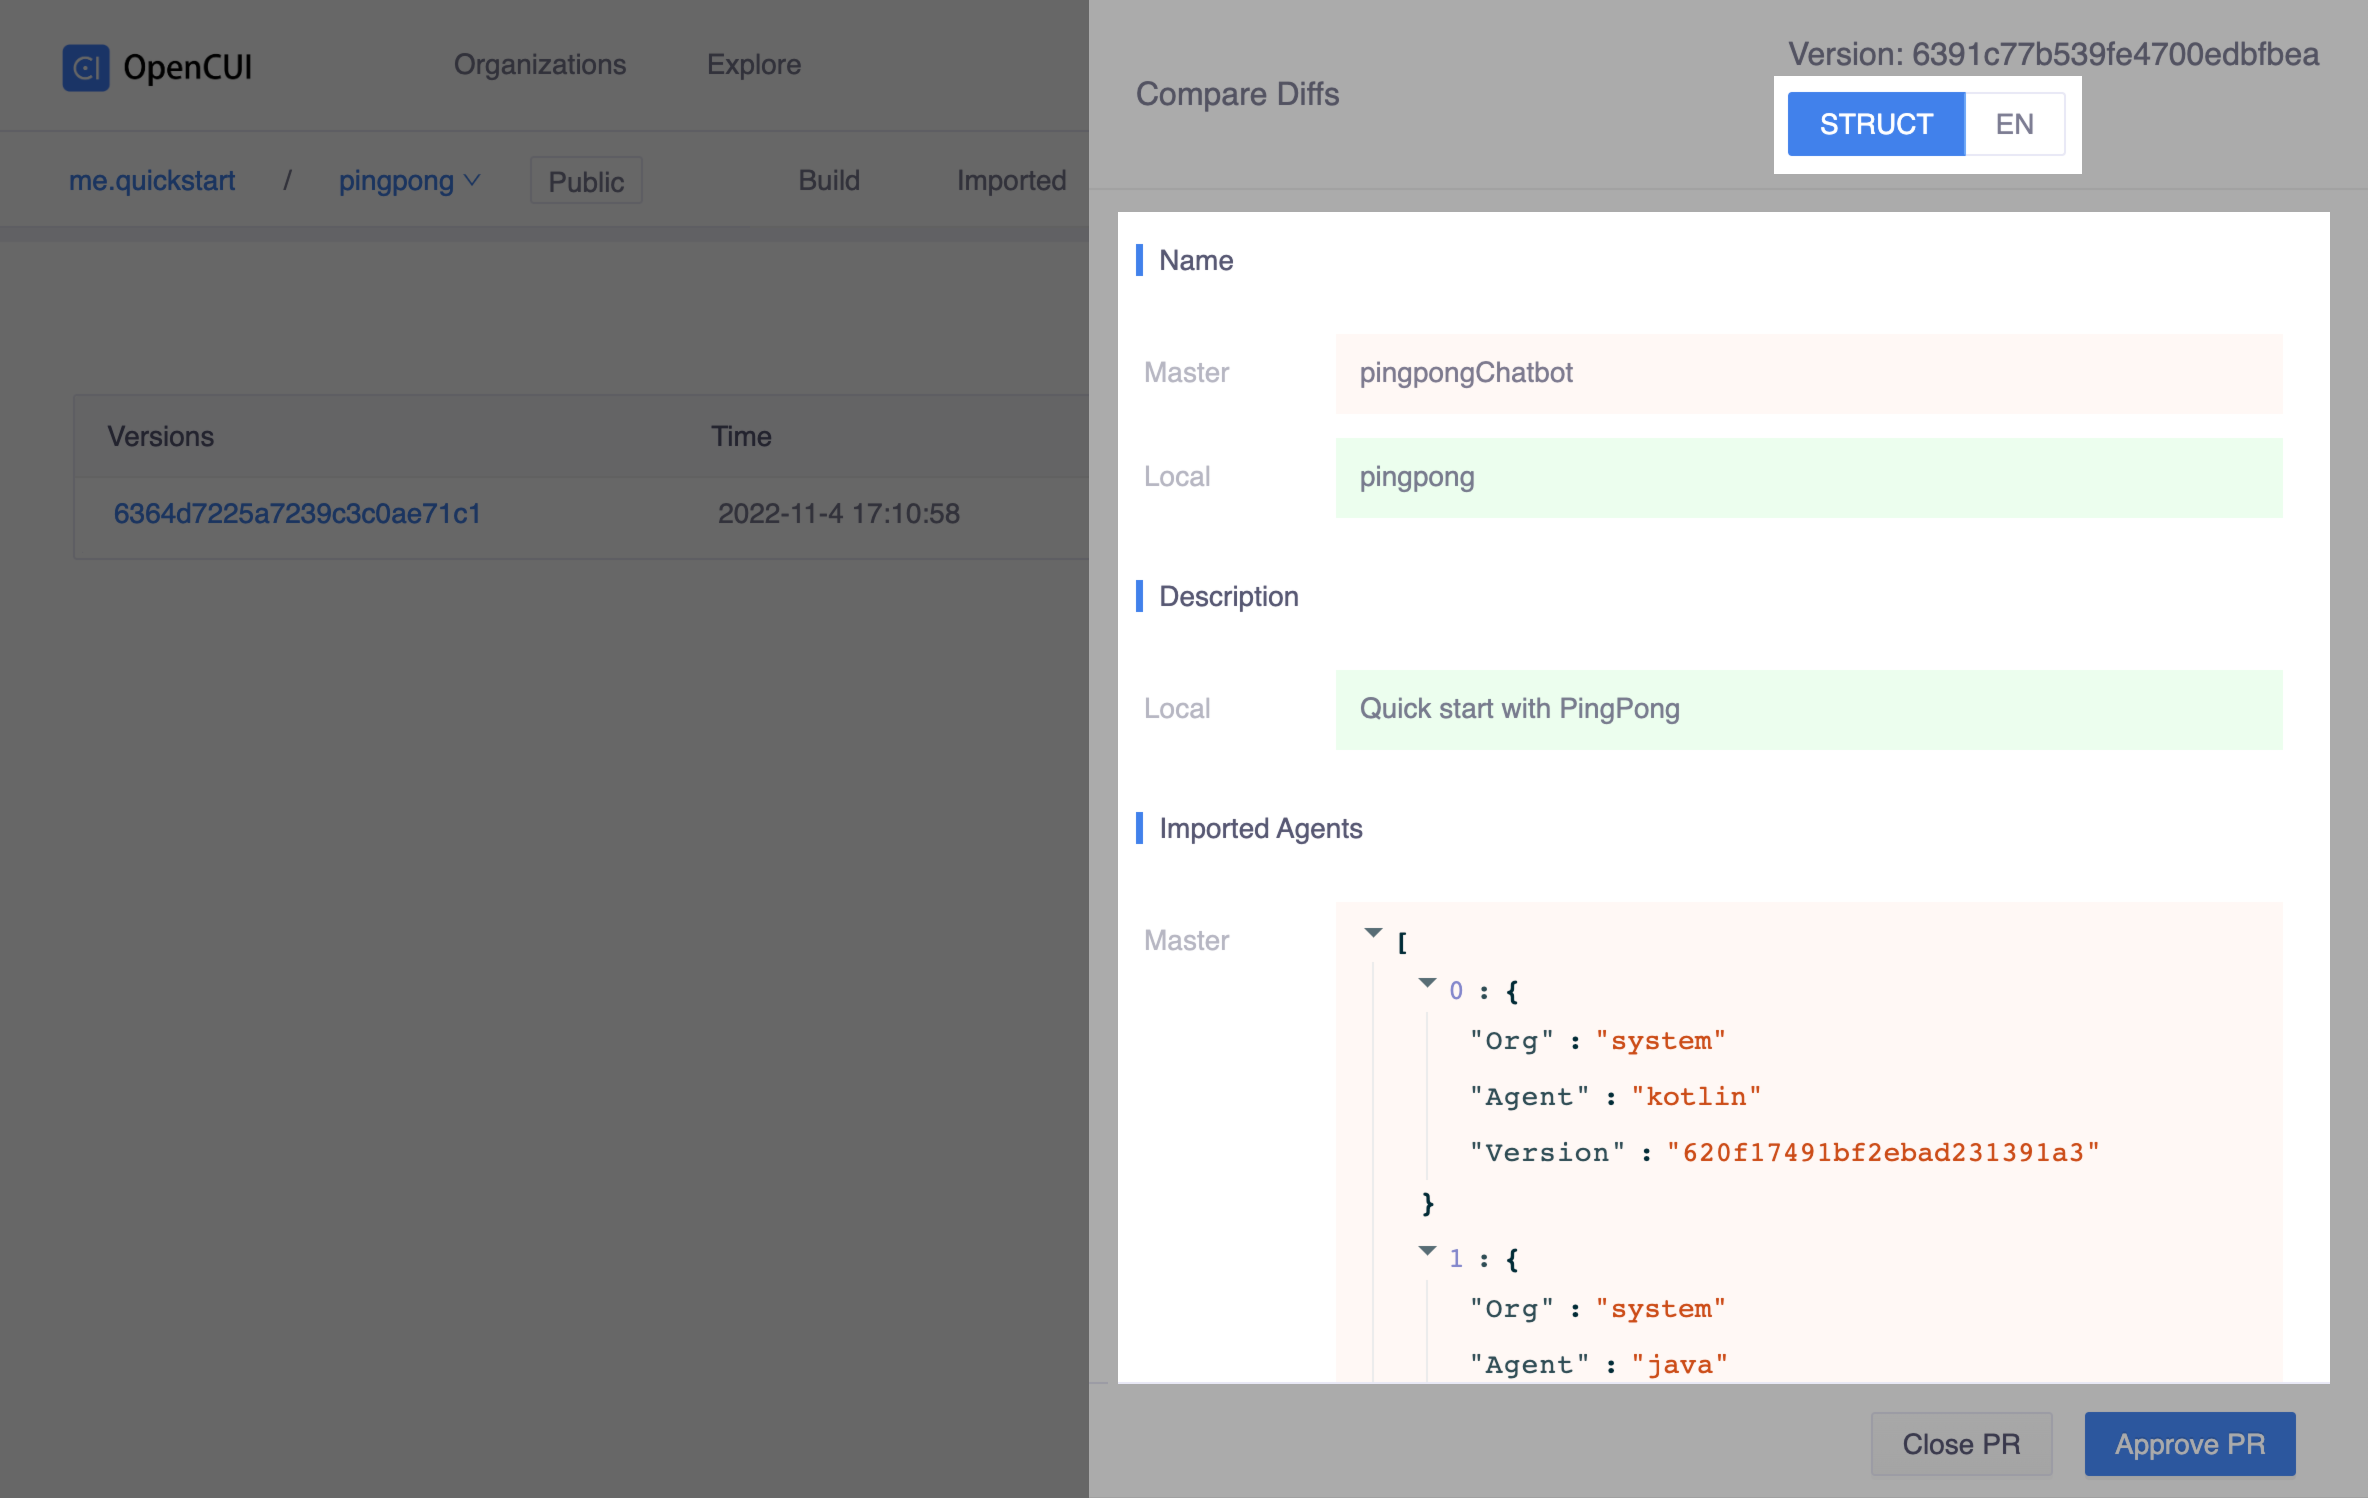 OpenCUI
Organizations
Explore
me.quickstart / pingpong
Public
Build
Imported
Versions
Time
6364d7225a7239c3c0ae71c1
2022-11-4 17:10:58
Compare Diffs
Version: 6391c77b539fe4700edbfbea
STRUCT
EN
Name
Master
pingpongChatbot
Local
pingpong
Description
Local
Quick start with PingPong
Imported Agents
Master
[
0 : {
"Org" : "system"
"Agent" : "kotlin"
"Version" : "620f17491bf2ebad231391a3"
}
1 : {
"Org" : "system"
"Agent" : "java"
Close PR
Approve PR